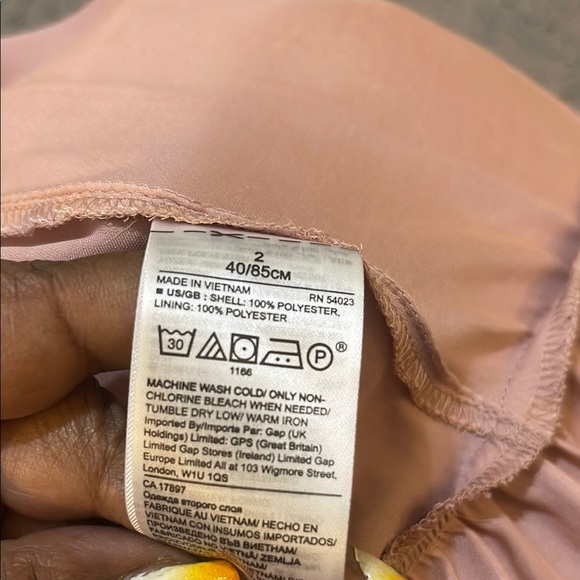 2
40/85CM
MADE IN VIETNAM RN 54023
■ US/GB : SHELL: 100% POLYESTER,
LINING: 100% POLYESTER
30 P ®
1166
MACHINE WASH COLD/ ONLY NON-
CHLORINE BLEACH WHEN NEEDED/
TUMBLE DRY LOW/ WARM IRON
Imported By/Importe Par: Gap (UK
Holdings) Limited: GPS (Great Britain)
Limited Gap Stores (Ireland) Limited Gap
Europe Limited All at 103 Wigmore Street,
London, W1U 1QS
CA 17897
Одежда второго слоя
FABRIQUE AU VIETNAM/ HECHO EN
VIETNAM CON INSUMOS IMPORTADOS/
ПРОИЗВЕДЕНО ВЪВ ВИЕТНАМ/